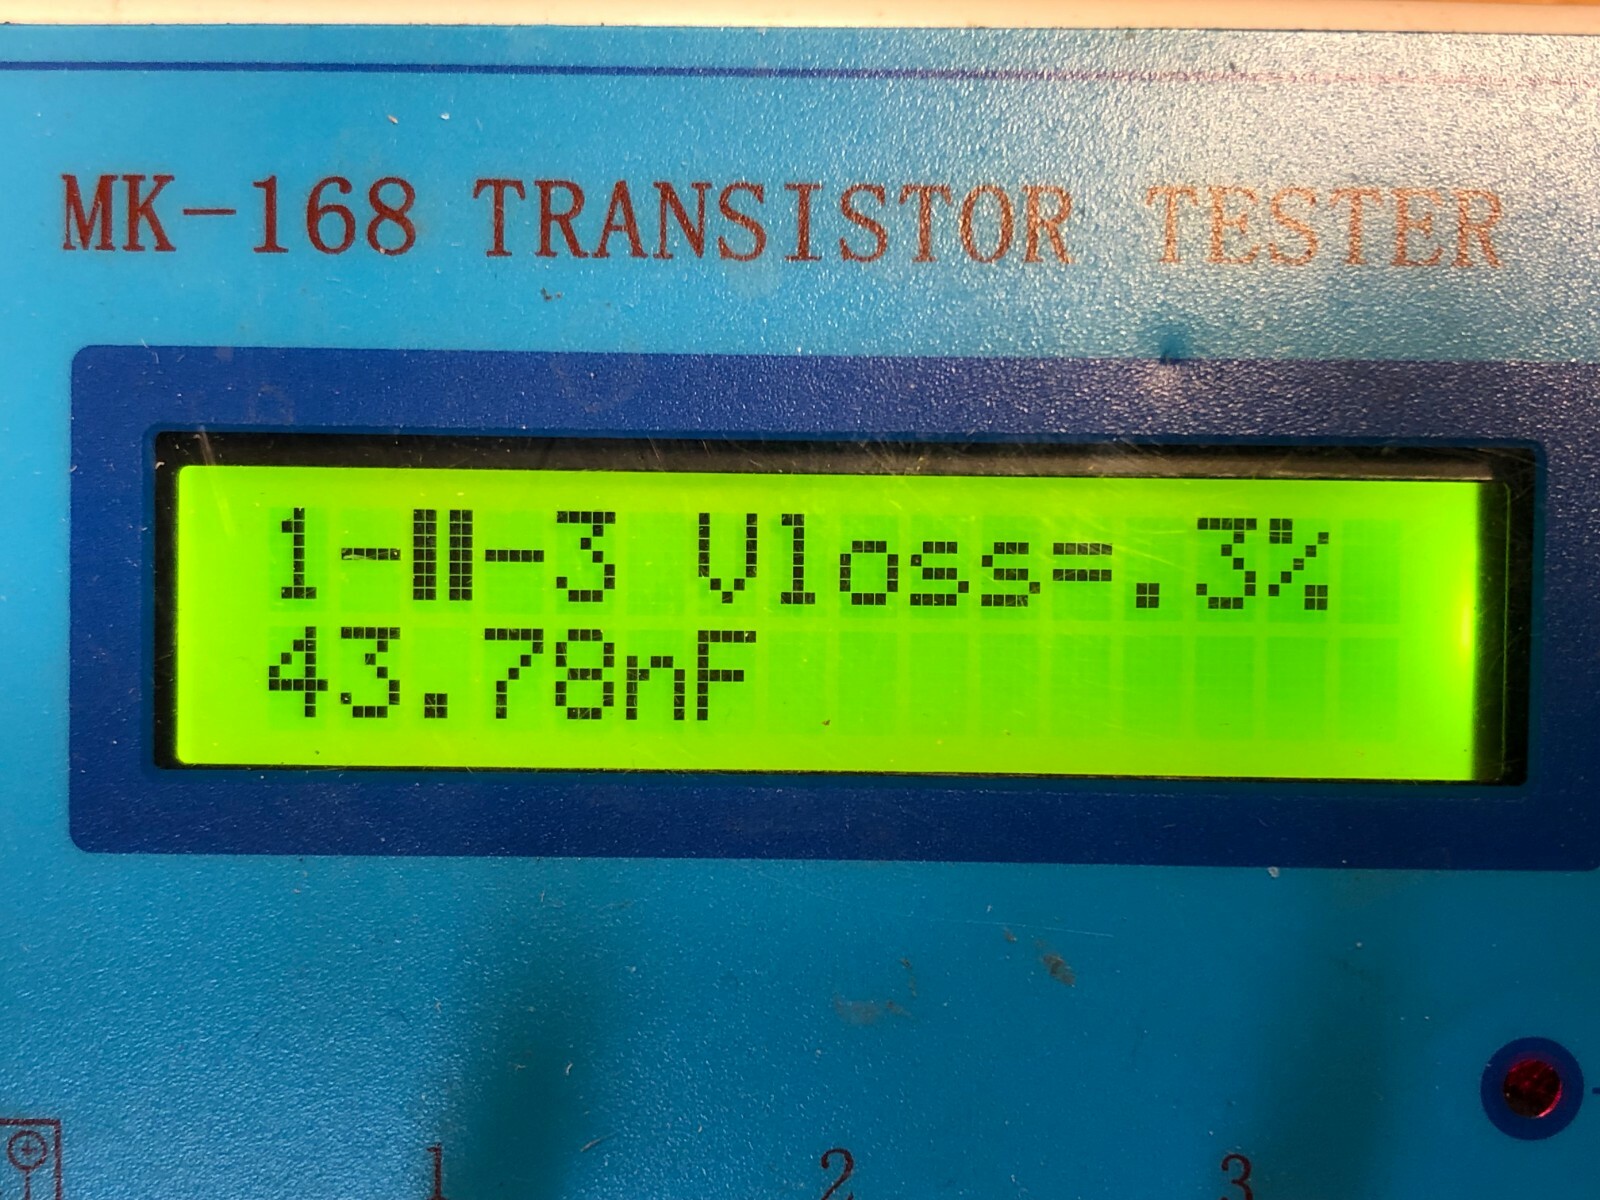 MK-168 TRANSISTOR TESTER
1-||-3 Vloss=.3%
43.78nF
1 2 3